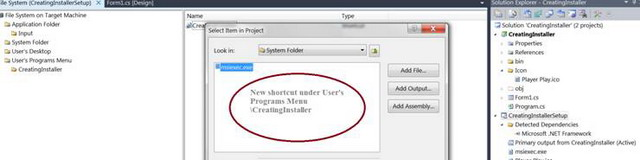 File System (CreatingInstallerSetup)
Form1.cs [Design]
File System on Target Machine
Application Folder
Input
System Folder
User's Desktop
User's Programs Menu
CreatingInstaller
Name
Type
Select Item in Project
Look in:
System Folder
msiexec.exe
Add File...
Add Output...
Add Assembly...
New shortcut under User's
Programs Menu
\CreatingInstaller
Solution Explorer - CreatingInstaller
Solution 'CreatingInstaller' (2 projects)
CreatingInstaller
Properties
References
bin
Icon
Player Play.ico
obj
Form1.cs
Program.cs
CreatingInstallerSetup
Detected Dependencies
Microsoft .NET Framework
Primary output from CreatingInstaller (Active)
msiexec.exe